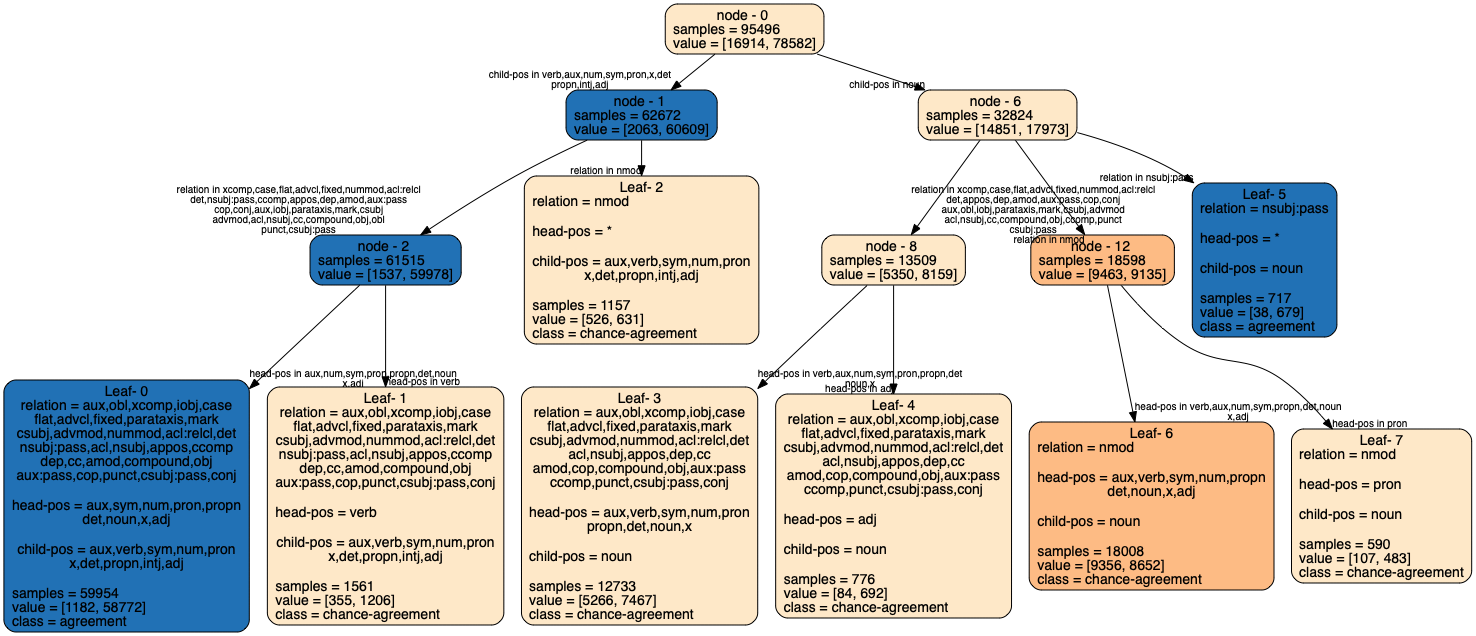 node - 0
samples = 95496
value = [16914, 78582]
child-pos in verb,aux,num,sym,pron,x,det
propn,intj,adj
child-pos in noun
node - 1
samples = 62672
value = [2063, 60609]
node - 6
samples = 32824
value = [14851, 17973]
relation in xcomp,case,flat,advcl,fixed,nummod,acl:relcl
det,nsubj:pass,ccomp,appos,dep,amod,aux:pass
cop,conj,aux,iobj,parataxis,mark,csubj
advmod,acl,nsubj,cc,compound,obj,obl
punct,csubj:pass
relation in nmod
relation in xcomp,case,flat,advcl,fixed,nummod,acl:relcl
det,appos,dep,amod,aux:pass,cop,conj
aux,obl,iobj,parataxis,mark,csubj,advmod
acl,nsubj,cc,compound,obj,ccomp,punct
csubj:pass
relation in nmod
relation in nsubj:pass
node - 2
samples = 61515
value = [1537, 59978]
Leaf- 2
relation = nmod
head-pos = *
child-pos = aux,verb,sym,num,pron
x,det,propn,intj,adj
samples = 1157
value = [526, 631]
class = chance-agreement
node - 8
samples = 13509
value = [5350, 8159]
node - 12
samples = 18598
value = [9463, 9135]
Leaf- 5
relation = nsubj:pass
head-pos = *
child-pos = noun
samples = 717
value = [38, 679]
class = agreement
head-pos in aux,num,sym,pron,propn,det,noun
x,adj
head-pos in verb
head-pos in verb,aux,num,sym,pron,propn,det
noun,x
head-pos in adj
head-pos in verb,aux,num,sym,propn,det,noun
x,adj
head-pos in pron
Leaf- 0
relation = aux,obl,xcomp,iobj,case
flat,advcl,fixed,parataxis,mark
csubj,advmod,nummod,acl:relcl,det
nsubj:pass,acl,nsubj,appos,ccomp
dep,cc,amod,compound,obj
aux:pass,cop,punct,csubj:pass,conj
head-pos = aux,sym,num,pron,propn
det,noun,x,adj
child-pos = aux,verb,sym,num,pron
x,det,propn,intj,adj
samples = 59954
value = [1182, 58772]
class = agreement
Leaf- 1
relation = aux,obl,xcomp,iobj,case
flat,advcl,fixed,parataxis,mark
csubj,advmod,nummod,acl:relcl,det
nsubj:pass,acl,nsubj,appos,ccomp
dep,cc,amod,compound,obj
aux:pass,cop,punct,csubj:pass,conj
head-pos = verb
child-pos = aux,verb,sym,num,pron
x,det,propn,intj,adj
samples = 1561
value = [355, 1206]
class = chance-agreement
Leaf- 3
relation = aux,obl,xcomp,iobj,case
flat,advcl,fixed,parataxis,mark
csubj,advmod,nummod,acl:relcl,det
acl,nsubj,appos,dep,cc
amod,cop,compound,obj,aux:pass
ccomp,punct,csubj:pass,conj
head-pos = aux,verb,sym,num,pron
propn,det,noun,x
child-pos = noun
samples = 12733
value = [5266, 7467]
class = chance-agreement
Leaf- 4
relation = aux,obl,xcomp,iobj,case
flat,advcl,fixed,parataxis,mark
csubj,advmod,nummod,acl:relcl,det
acl,nsubj,appos,dep,cc
amod,cop,compound,obj,aux:pass
ccomp,punct,csubj:pass,conj
head-pos = adj
child-pos = noun
samples = 776
value = [84, 692]
class = chance-agreement
Leaf- 6
relation = nmod
head-pos = aux,verb,sym,num,propn
det,noun,x,adj
child-pos = noun
samples = 18008
value = [9356, 8652]
class = chance-agreement
Leaf- 7
relation = nmod
head-pos = pron
child-pos = noun
samples = 590
value = [107, 483]
class = chance-agreement